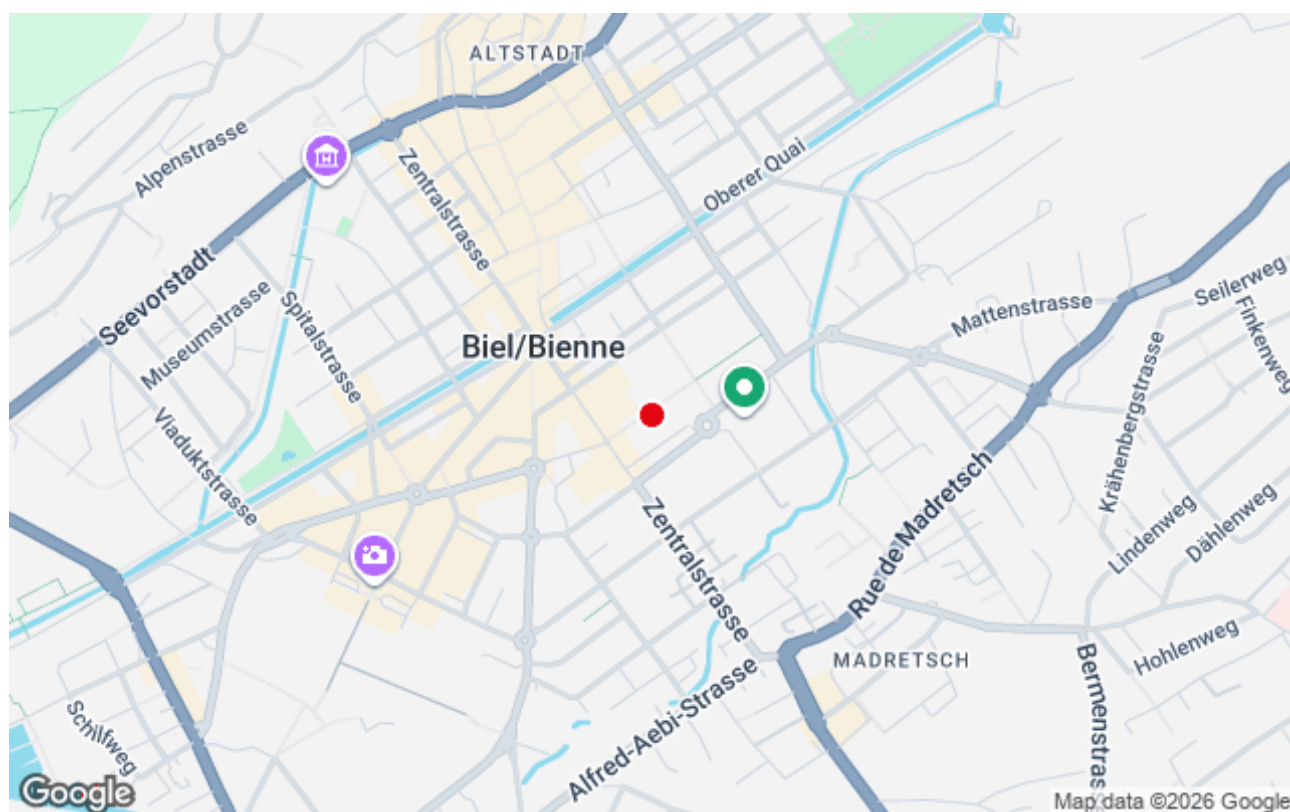 ALTSTADT
Alpenstrasse
Zentralstrasse
Oberer Quai
Seevorstadt
Museumstrasse
Spitalstrasse
Biel/Bienne
Mattenstrasse
Seilerweg
Finkenweg
Viaduktstrasse
Krähenbergstrasse
Rue de Madretsch
Lindenweg
Dählenweg
Zentralstrasse
MADRETSCH
Hohlenweg
Bermenstrass
Alfred-Aebi-Strasse
Schilfweg
Google
Map data ©2026 Google